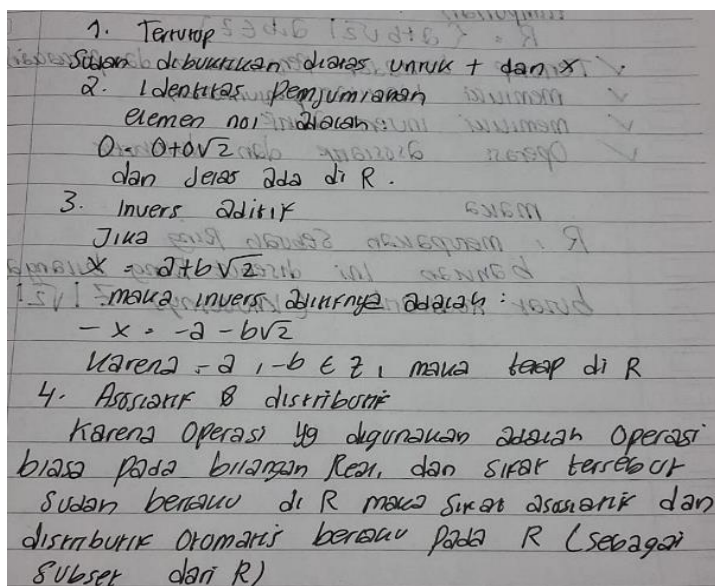 1. Tertutup
Sudah dibuktikan diatas untuk + dan x.
2. Identitas Penjumlahan
elemen nol adalah:
0 = 0+0√2
dan jelas ada di R.
3. Invers aditif
Jika
x = a+b√2
maka invers aditifnya adalah :
-x = -a - b√2
Karena -a, -b ∈ Z, maka tetap di R
4. Asosiatif & distributif
Karena Operasi yg digunakan adalah Operasi
biasa pada bilangan Real, dan sifat tersebut
Sudah berlaku di R maka sifat asosiatif dan
distributif otomatis berlaku pada R (sebagai
subset dari R)